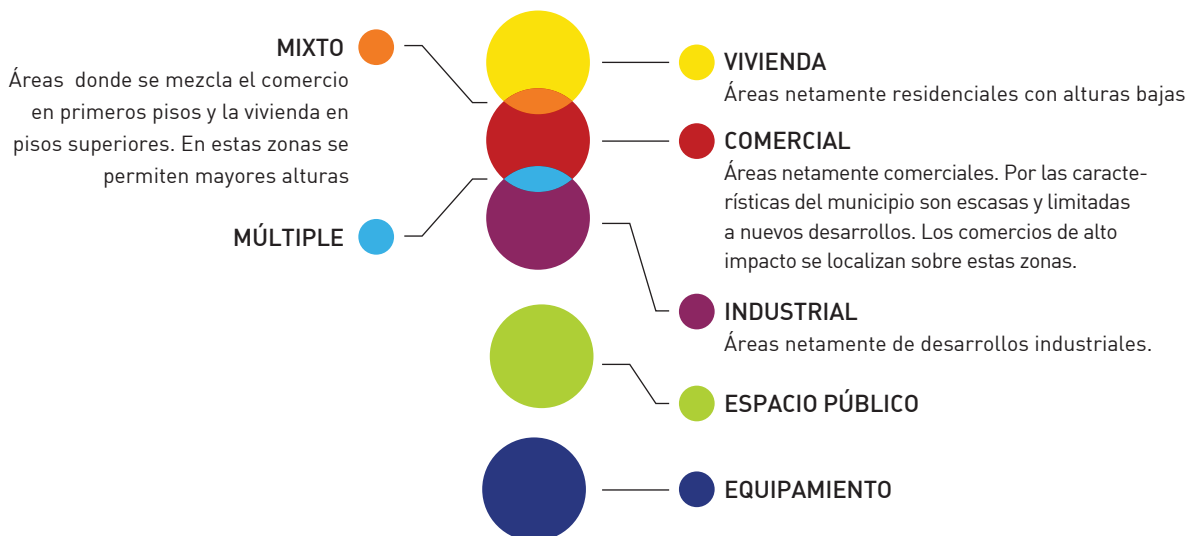 MIXTO
Áreas donde se mezcla el comercio
en primeros pisos y la vivienda en
pisos superiores. En estas zonas se
permiten mayores alturas
MÚLTIPLE
VIVIENDA
Áreas netamente residenciales con alturas bajas
COMERCIAL
Áreas netamente comerciales. Por las caracte-
rísticas del municipio son escasas y limitadas
a nuevos desarrollos. Los comercios de alto
impacto se localizan sobre estas zonas.
INDUSTRIAL
Áreas netamente de desarrollos industriales.
ESPACIO PÚBLICO
EQUIPAMIENTO